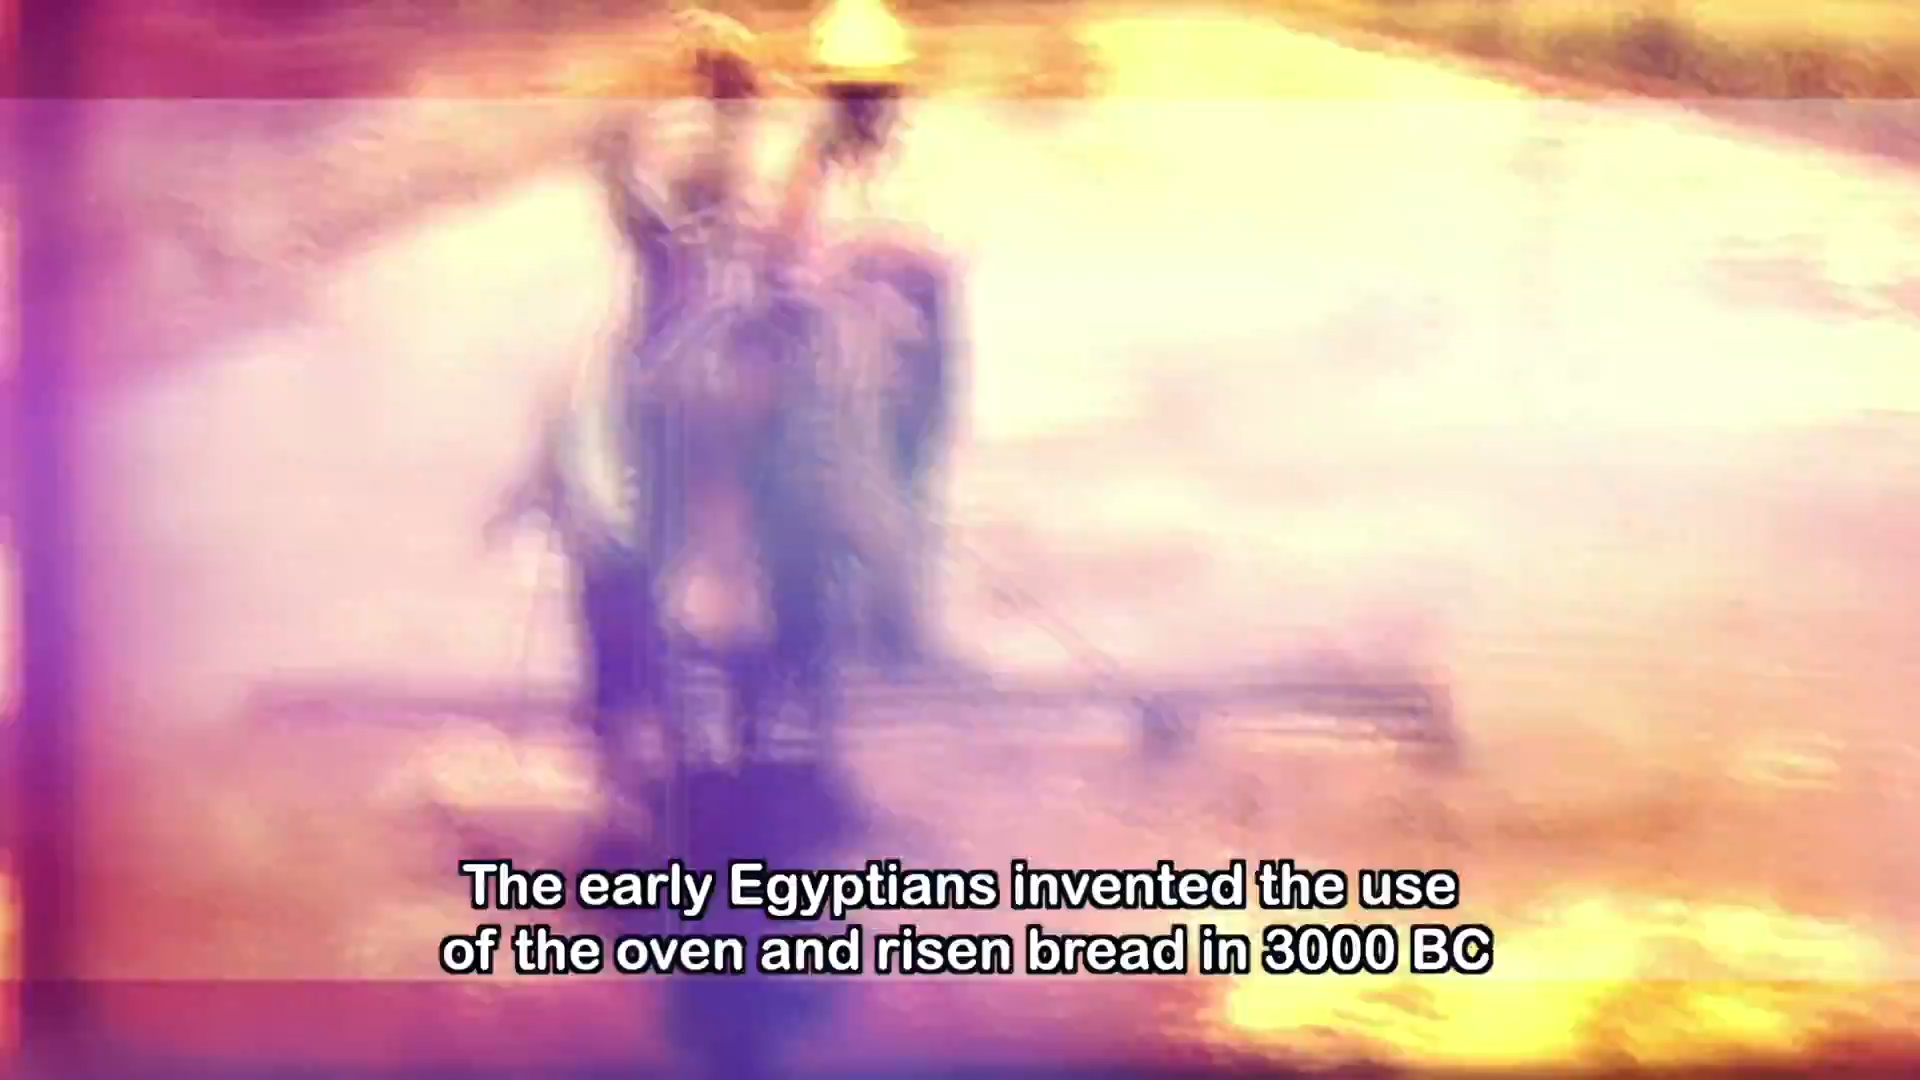 The early Egyptians invented the use
of the oven and risen bread in 3000 BC